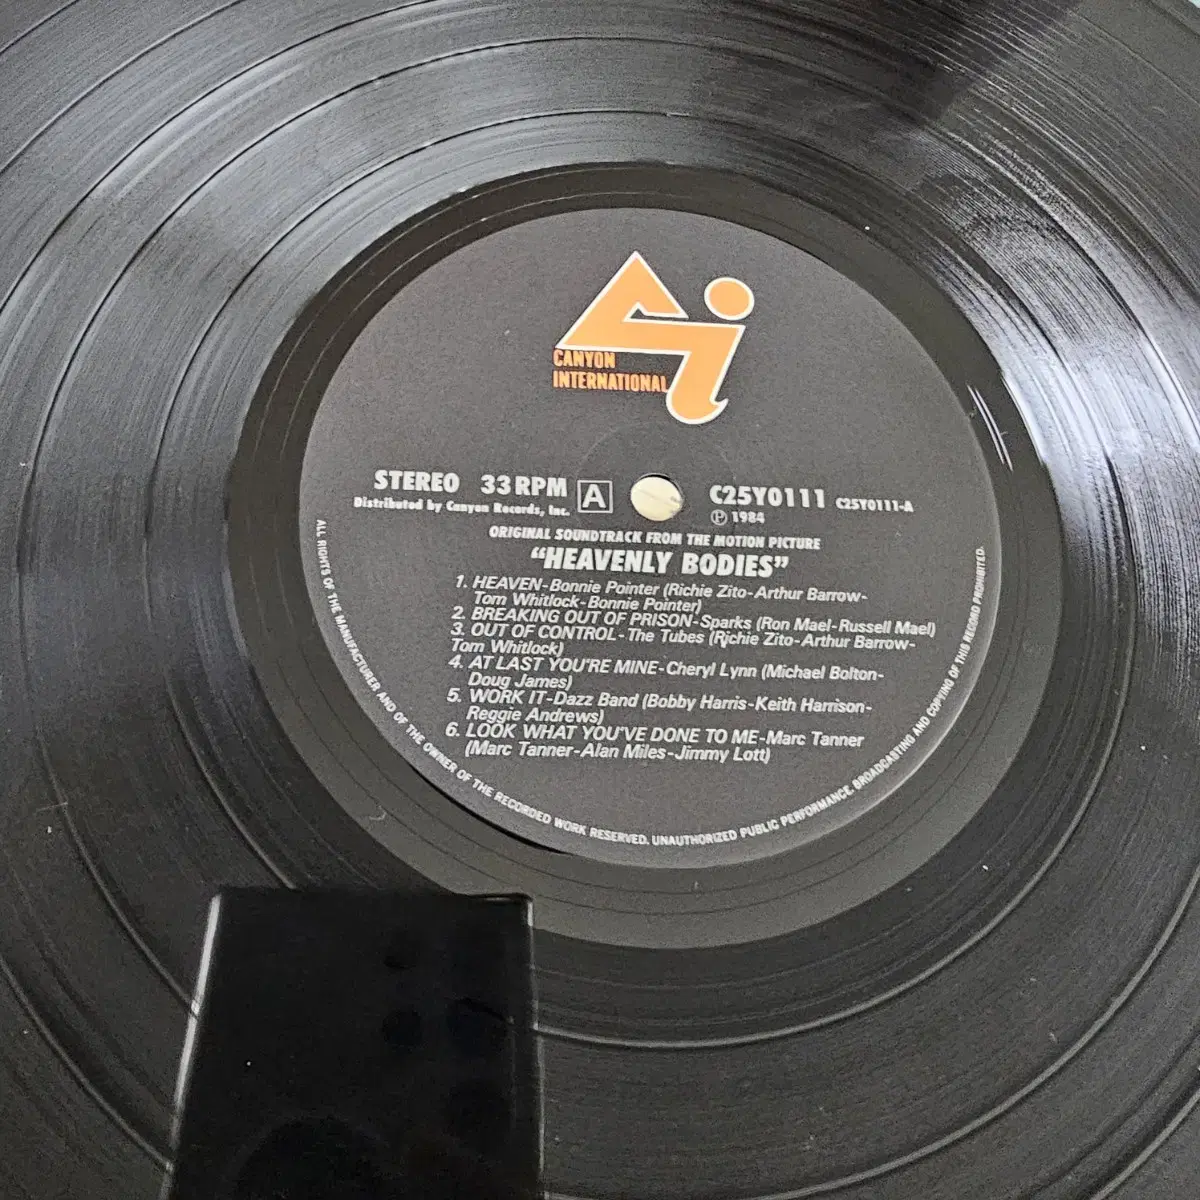 CANYON
INTERNATIONAL
STEREO 33 RPM A C25Y0111 C25Y0111-A
Distributed by Canyon Records, Inc. Ⓟ 1984
ORIGINAL SOUNDTRACK FROM THE MOTION PICTURE
"HEAVENLY BODIES"
1. HEAVEN-Bonnie Pointer (Richie Zito-Arthur Barrow-
Tom Whitlock-Bonnie Pointer)
2. BREAKING OUT OF PRISON-Sparks (Ron Mael-Russell Mael)
3. OUT OF CONTROL-The Tubes (Richie Zito-Arthur Barrow-
Tom Whitlock)
4. AT LAST YOU'RE MINE-Cheryl Lynn (Michael Bolton-
Doug James)
5. WORK IT-Dazz Band (Bobby Harris-Keith Harrison-
Reggie Andrews)
6. LOOK WHAT YOU'VE DONE TO ME-Marc Tanner
(Marc Tanner-Alan Miles-Jimmy Lott)
ALL RIGHTS OF THE MANUFACTURER AND OF THE OWNER OF THE RECORDED WORK RESERVED. UNAUTHORIZED PUBLIC PERFORMANCE, BROADCASTING AND COPYING OF THIS RECORD PROHIBITED.